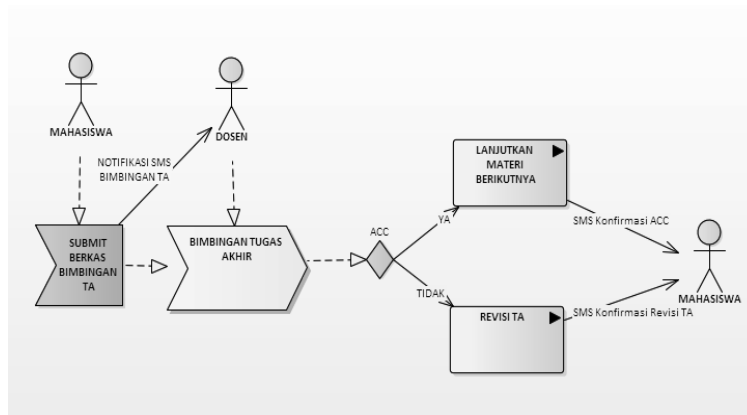 MAHASISWA
DOSEN
NOTIFIKASI SMS
BIMBINGAN TA
SUBMIT
BERKAS
BIMBINGAN
TA
BIMBINGAN TUGAS
AKHIR
ACC
YA
TIDAK
LANJUTKAN
MATERI
BERIKUTNYA
REVISI TA
SMS Konfirmasi ACC
SMS Konfirmasi Revisi TA
MAHASISWA